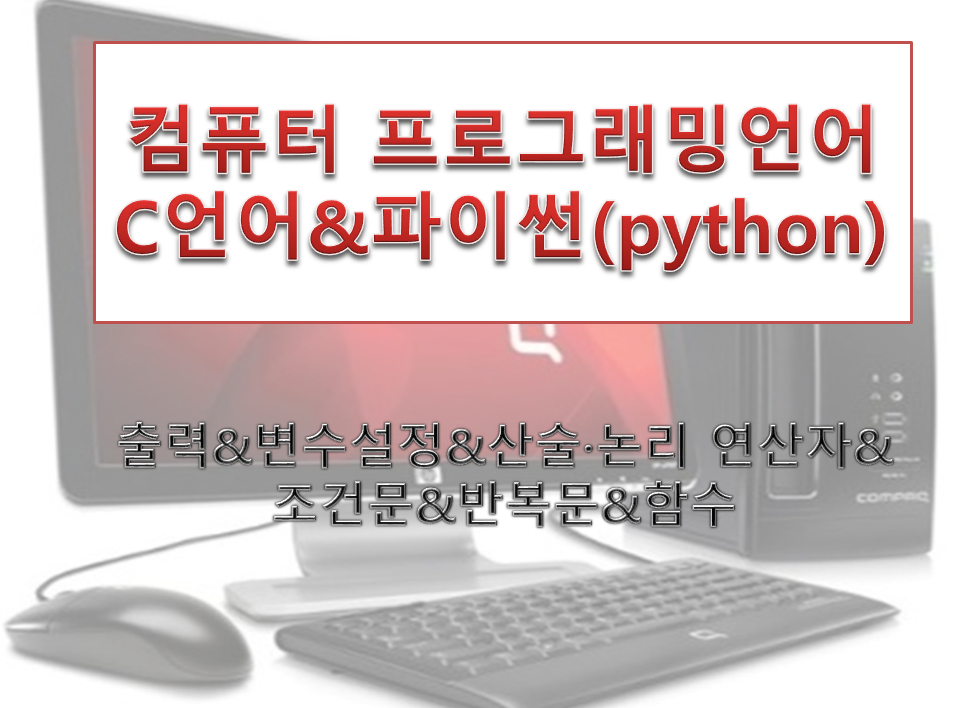 컴퓨터 프로그래밍언어
C언어&파이썬(python)
출력&변수설정&산술·논리 연산자&
조건문&반복문&함수
COMPAQ